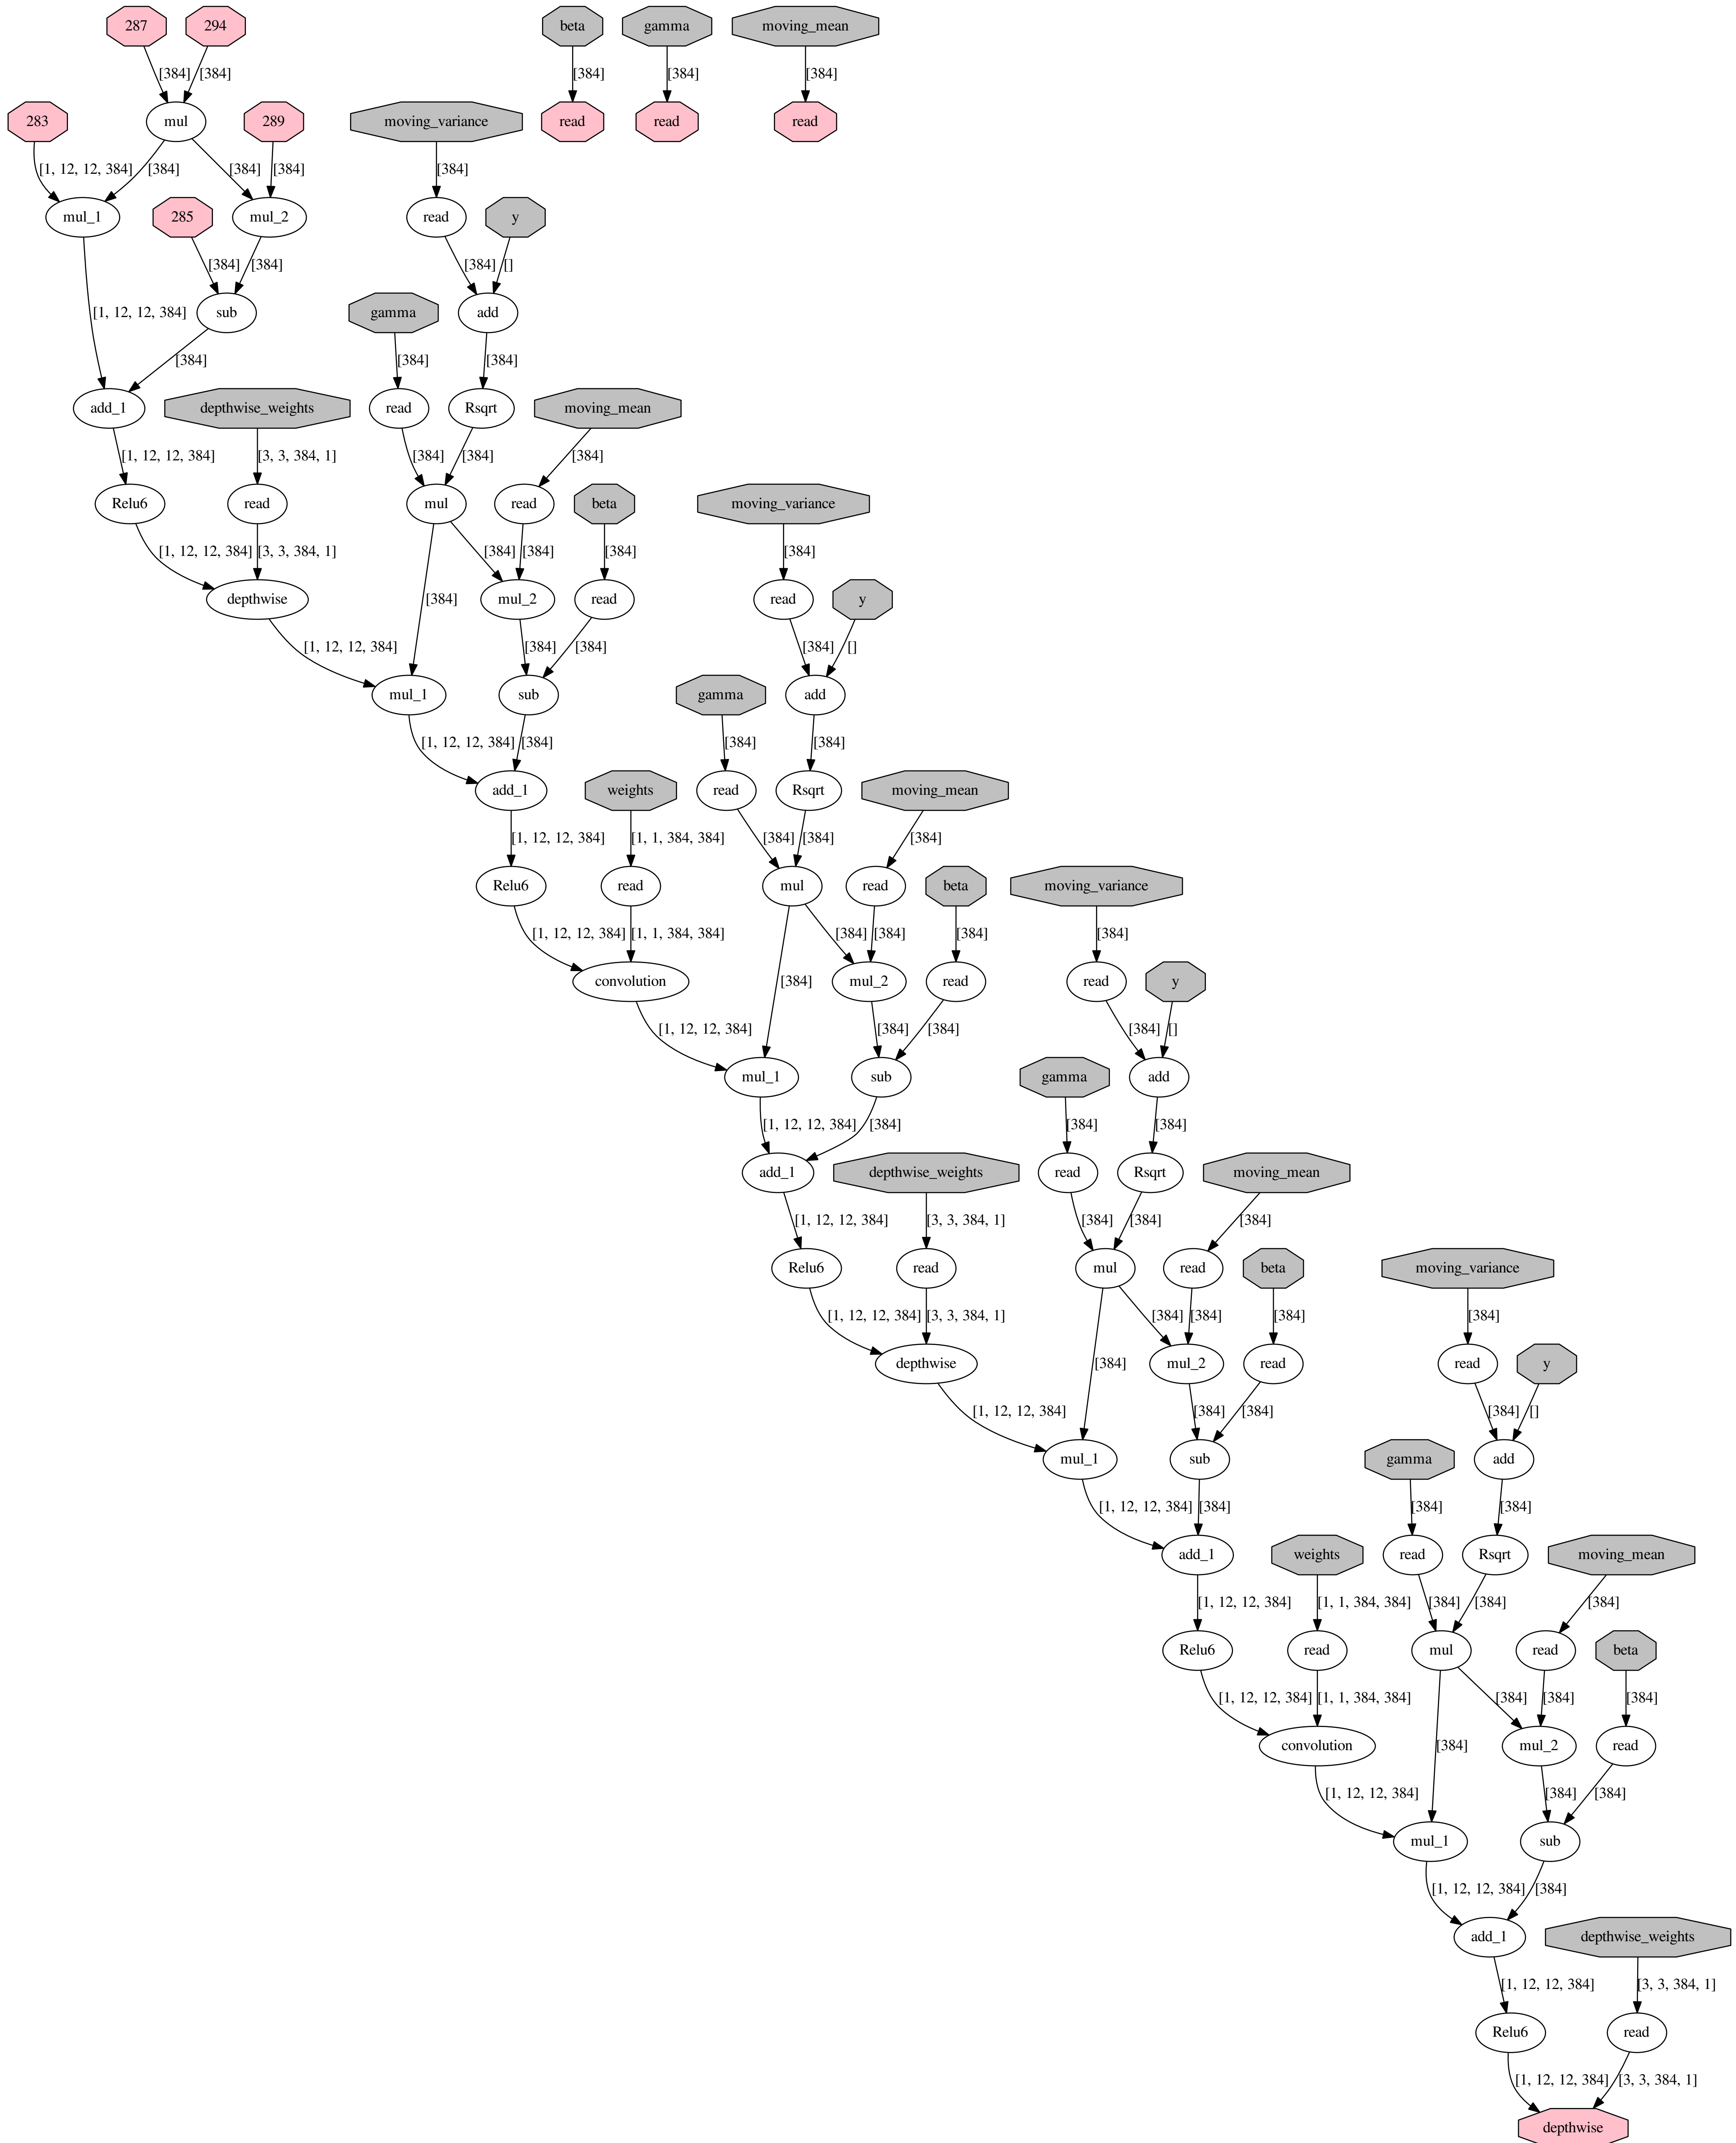 287 294 beta gamma moving_mean
[384] [384] [384] [384] [384]
283 mul 289 moving_variance read read read
[1, 12, 12, 384] [384] [384] [384] [384]
mul_1 285 mul_2 read y
[384] [384] [384] []
[1, 12, 12, 384] sub gamma add
[384] [384] [384]
add_1 depthwise_weights read Rsqrt moving_mean
[1, 12, 12, 384] [3, 3, 384, 1] [384] [384] [384]
Relu6 read mul read beta moving_variance
[1, 12, 12, 384] [3, 3, 384, 1] [384] [384] [384] [384]
depthwise [384] mul_2 read read y
[1, 12, 12, 384] [384] [384] [384] []
mul_1 sub gamma add
[1, 12, 12, 384] [384] [384] [384]
add_1 weights read Rsqrt moving_mean
[1, 12, 12, 384] [1, 1, 384, 384] [384] [384] [384]
Relu6 read mul read beta moving_variance
[1, 12, 12, 384] [1, 1, 384, 384] [384] [384] [384] [384]
convolution [384] mul_2 read read y
[1, 12, 12, 384] [384] [384] [384] []
mul_1 sub gamma add
[1, 12, 12, 384] [384] [384] [384]
add_1 depthwise_weights read Rsqrt moving_mean
[1, 12, 12, 384] [3, 3, 384, 1] [384] [384] [384]
Relu6 read mul read beta moving_variance
[1, 12, 12, 384] [3, 3, 384, 1] [384] [384] [384] [384]
depthwise [384] mul_2 read read y
[1, 12, 12, 384] [384] [384] [384] []
mul_1 sub gamma add
[1, 12, 12, 384] [384] [384] [384]
add_1 weights read Rsqrt moving_mean
[1, 12, 12, 384] [1, 1, 384, 384] [384] [384] [384]
Relu6 read mul read beta
[1, 12, 12, 384] [1, 1, 384, 384] [384] [384] [384]
convolution [384] mul_2 read
[1, 12, 12, 384] [384] [384]
mul_1 sub
[1, 12, 12, 384] [384]
add_1 depthwise_weights
[1, 12, 12, 384] [3, 3, 384, 1]
Relu6 read
[1, 12, 12, 384] [3, 3, 384, 1]
depthwise